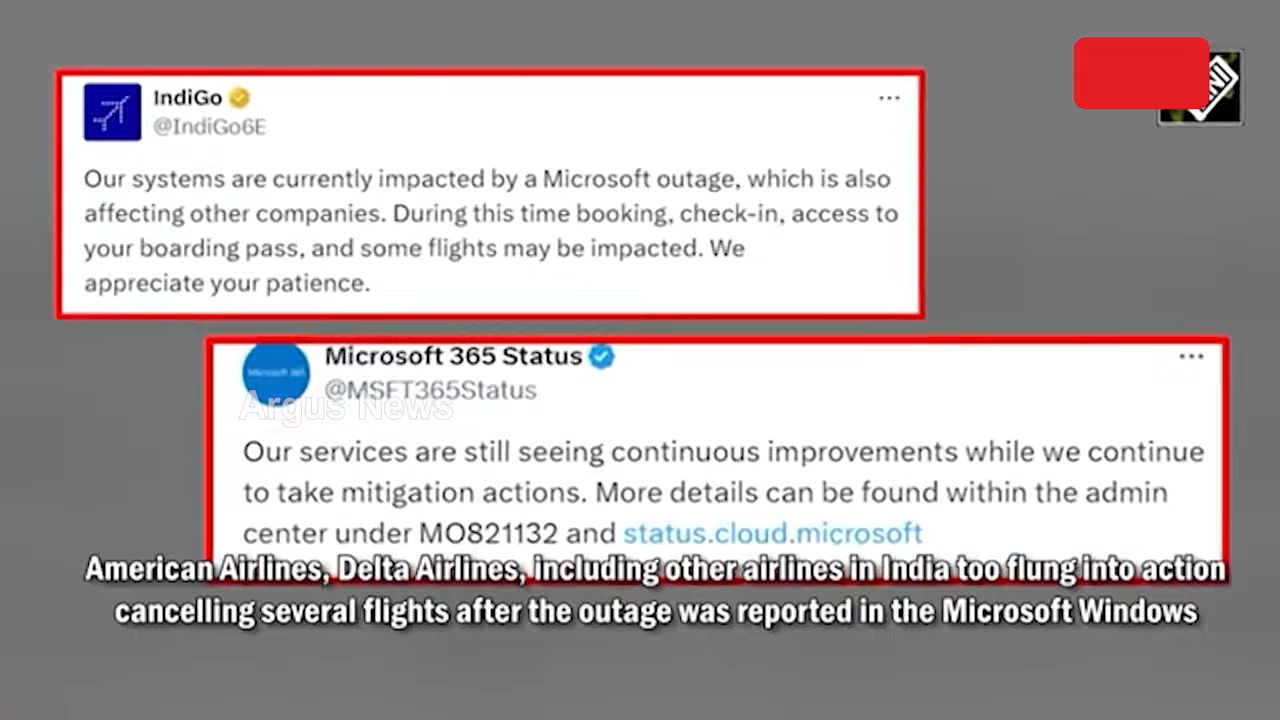 IndiGo
@IndiGo6E
Our systems are currently impacted by a Microsoft outage, which is also
affecting other companies. During this time booking, check-in, access to
your boarding pass, and some flights may be impacted. We
appreciate your patience.
Microsoft 365 Status
Microsoft 365
@MSFT365Status
Argus News
Our services are still seeing continuous improvements while we continue
to take mitigation actions. More details can be found within the admin
center under MO821132 and status.cloud.microsoft
American Airlines, Delta Airlines, including other airlines in India too flung into action
cancelling several flights after the outage was reported in the Microsoft Windows